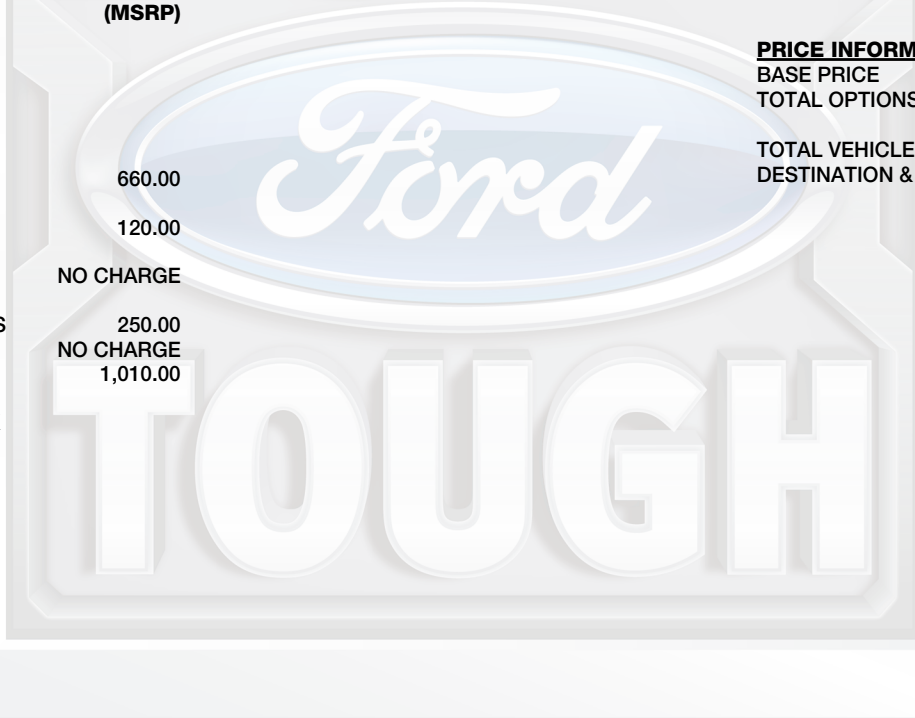 (MSRP)
660.00
120.00
NO CHARGE
S 250.00
NO CHARGE
1,010.00
PRICE INFORM
BASE PRICE
TOTAL OPTIONS
TOTAL VEHICLE
DESTINATION &
Ford
TOUGH